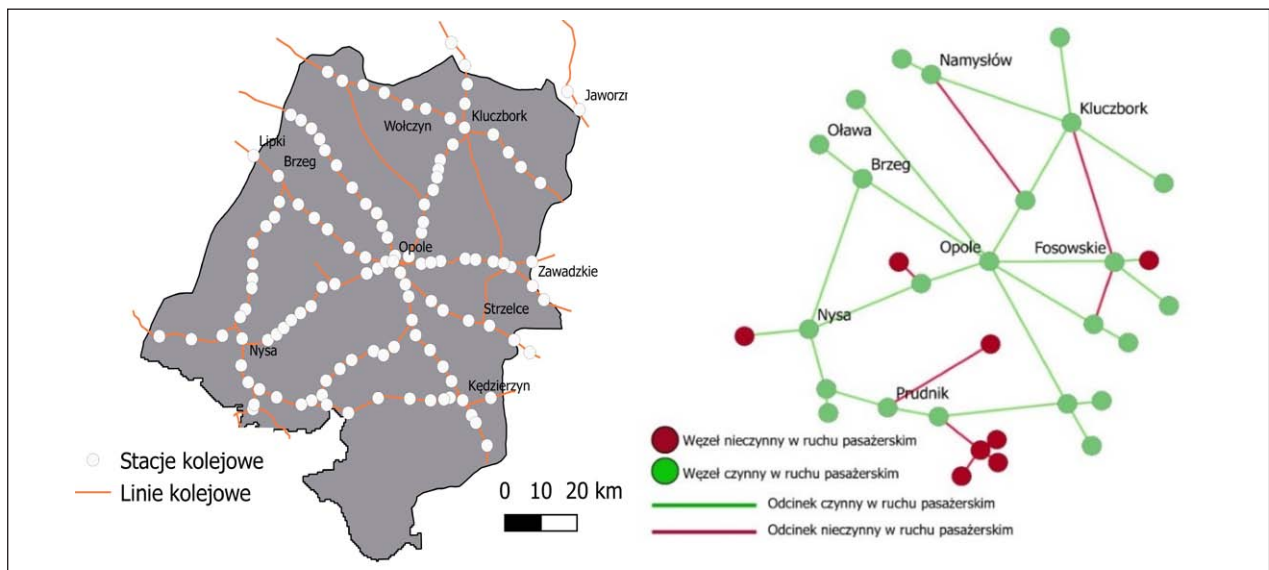 Jaworzr
Kluczbork
Wołczyn
Lipki
Brzeg
Opole
Zawadzkie
Strzelce
Nysa
Kędzierzyn
Stacje kolejowe
Linie kolejowe
0 10 20 km
Namysłów
Kluczbork
Oława
Brzeg
Opole
Fosowskie
Nysa
Prudnik
Węzeł nieczynny w ruchu pasażerskim
Węzeł czynny w ruchu pasażerskim
Odcinek czynny w ruchu pasażerskim
Odcinek nieczynny w ruchu pasażerskim